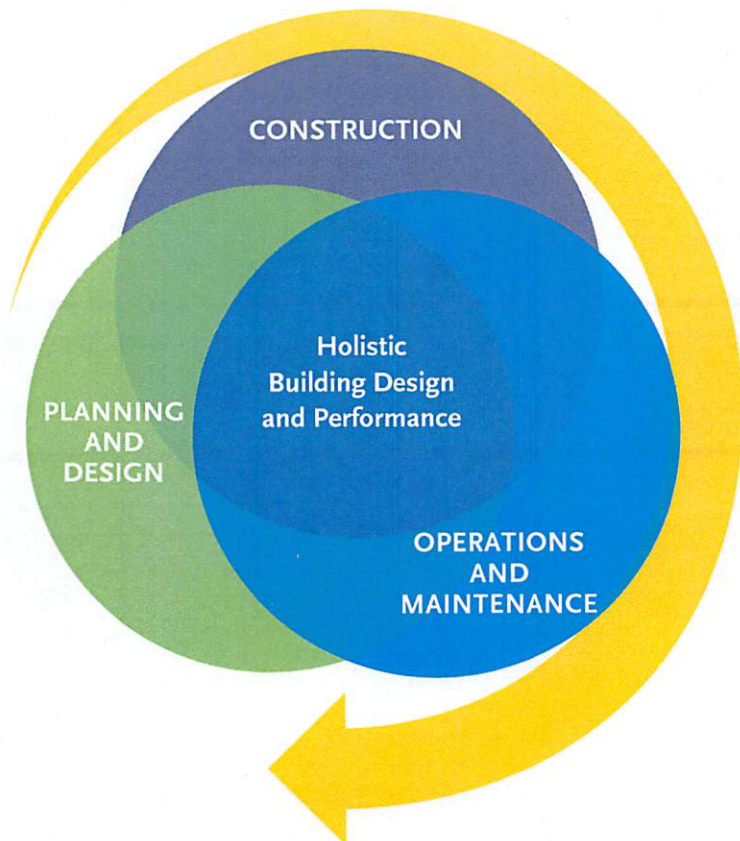 CONSTRUCTION
Holistic
Building Design
and Performance
PLANNING
AND
DESIGN
OPERATIONS
AND
MAINTENANCE